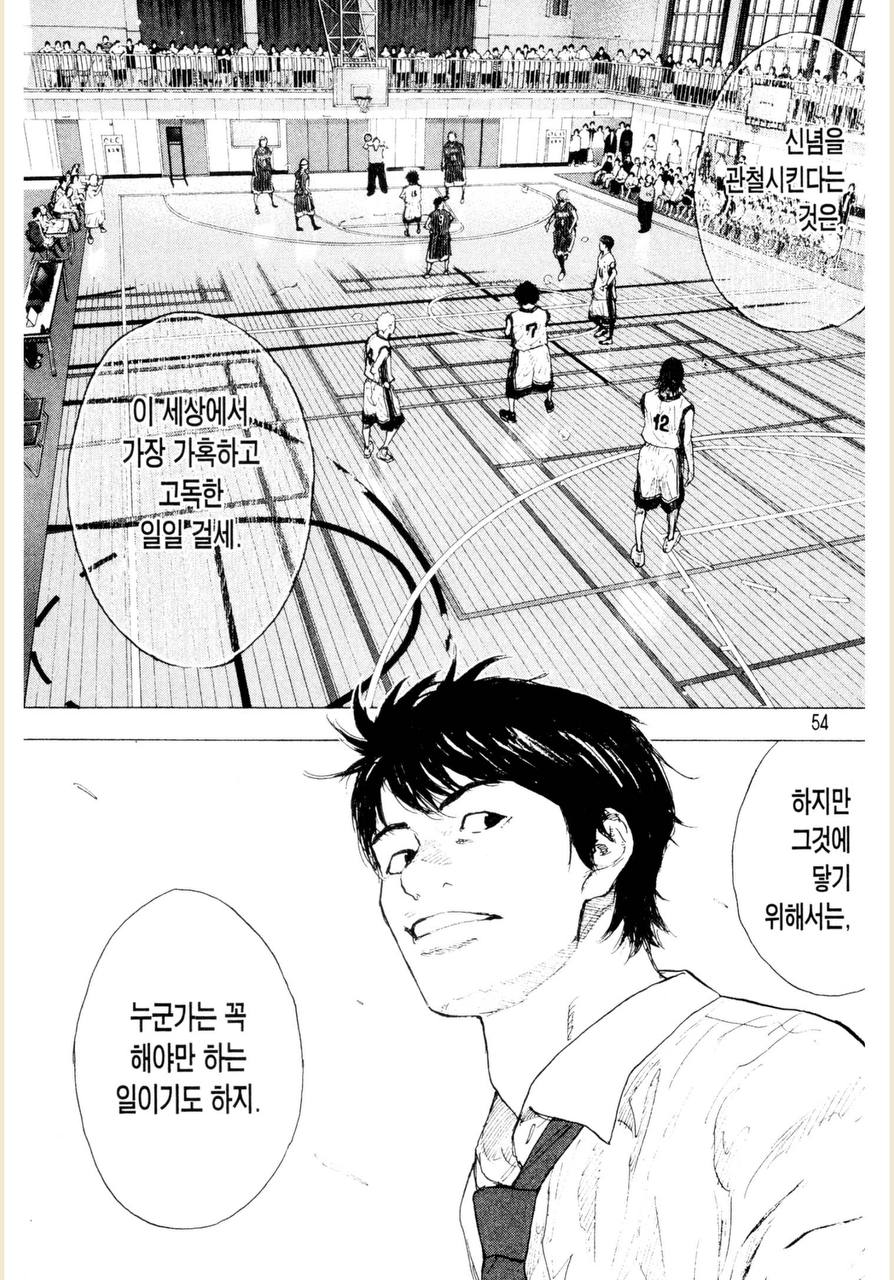 신념을
관철시킨다는
것은,
이 세상에서,
가장 가혹하고
고독한
일일 걸세.
7
12
54
하지만
그것에
닿기
위해서는,
누군가는 꼭
해야만 하는
일이기도 하지.